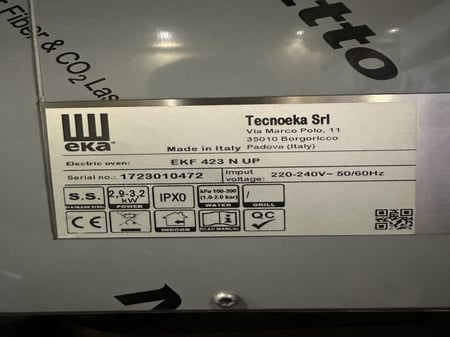 Fiber & CO2 Las
eka
Tecnoeka Srl
Via Marco Polo, 11
35010 Borgoricco
Made in Italy Padova (Italy)
Electric oven: EKF 423 N UP
Serial no.: 1723010472 Imput voltage: 220-240V~ 50/60Hz
S.S. 2,9-3,2 kW IPX0 kPa 100-200 (1.0-2.0 bar) /
STAINLESS STEEL POWER WATER GRILL
CE i QC
INDOOR READ MANUAL